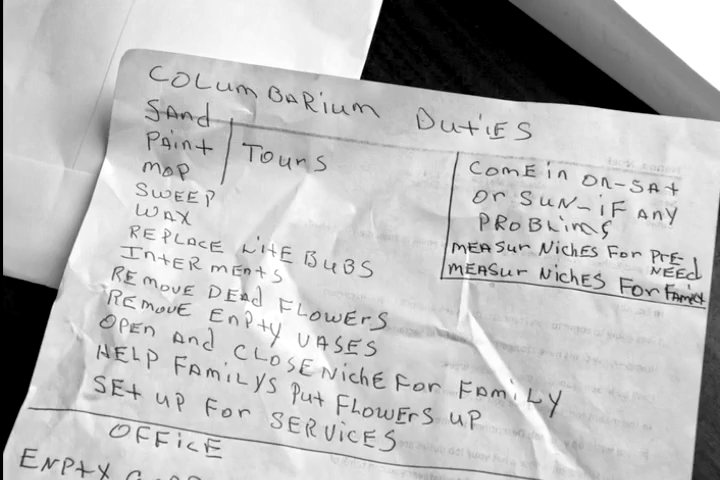 COLUMBARIUM DUTIES
SANd
PAINT
MOP
TOURS
SWEEP
WAX
REPLACE LITE BUBS
INTERMENTS
REMOVE DEAD FLOWERS
REMOVE ENPTY VASES
OPEN AND CLOSE NICHE FOR FAMILY
HELP FAMILYS PUT FLOWERS UP
SET UP FOR SERVICES
COME IN ON-SAT
OR SUN-IF ANY
PROBLIMS
MEASUR NICHES FOR PRE-
NEED
MEASUR NICHES FOR FAMILY
OFFICE
ENPTY